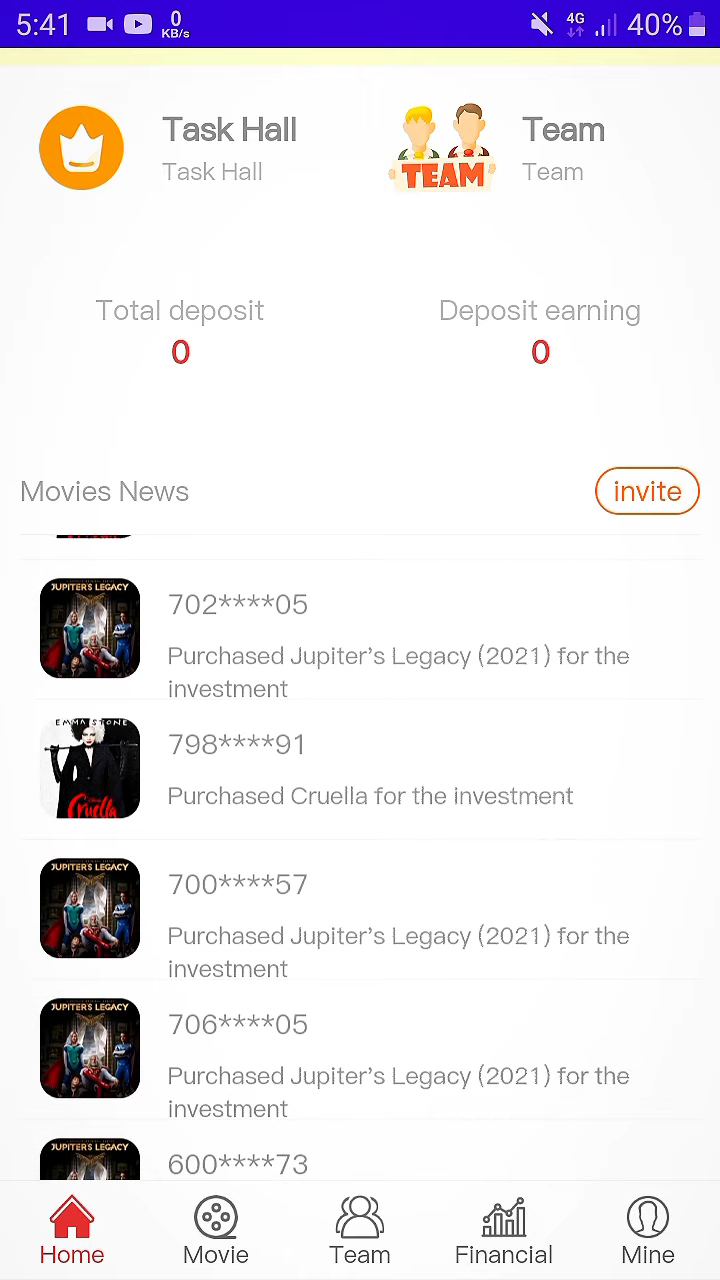 5:41 0 KB/s 4G 40%
Task Hall
Task Hall
TEAM
Team
Team
Total deposit
0
Deposit earning
0
Movies News
invite
JUPITER'S LEGACY
702****05
Purchased Jupiter's Legacy (2021) for the
investment
EMMA STONE
Cruella
798****91
Purchased Cruella for the investment
JUPITER'S LEGACY
700****57
Purchased Jupiter's Legacy (2021) for the
investment
JUPITER'S LEGACY
706****05
Purchased Jupiter's Legacy (2021) for the
investment
JUPITER'S LEGACY
600****73
Home
Movie
Team
Financial
Mine